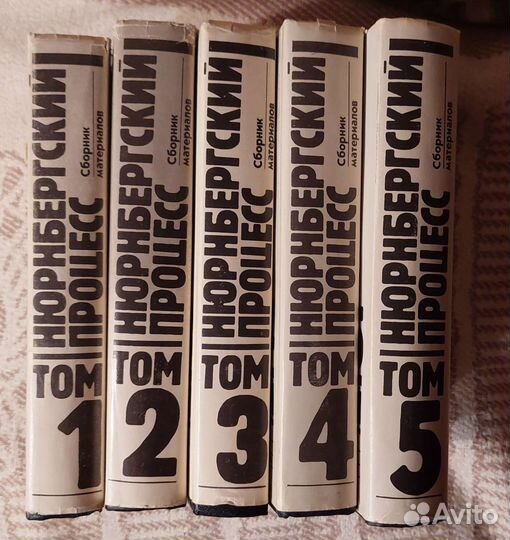 НЮРНБЕРГСКИЙ
ПРОЦЕСС
Сборник
материалов
ТОМ
1
НЮРНБЕРГСКИЙ
ПРОЦЕСС
Сборник
материалов
ТОМ
2
НЮРНБЕРГСКИЙ
ПРОЦЕСС
Сборник
материалов
ТОМ
3
НЮРНБЕРГСКИЙ
ПРОЦЕСС
Сборник
материалов
ТОМ
4
НЮРНБЕРГСКИЙ
ПРОЦЕСС
Сборник
материалов
ТОМ
5
Avito